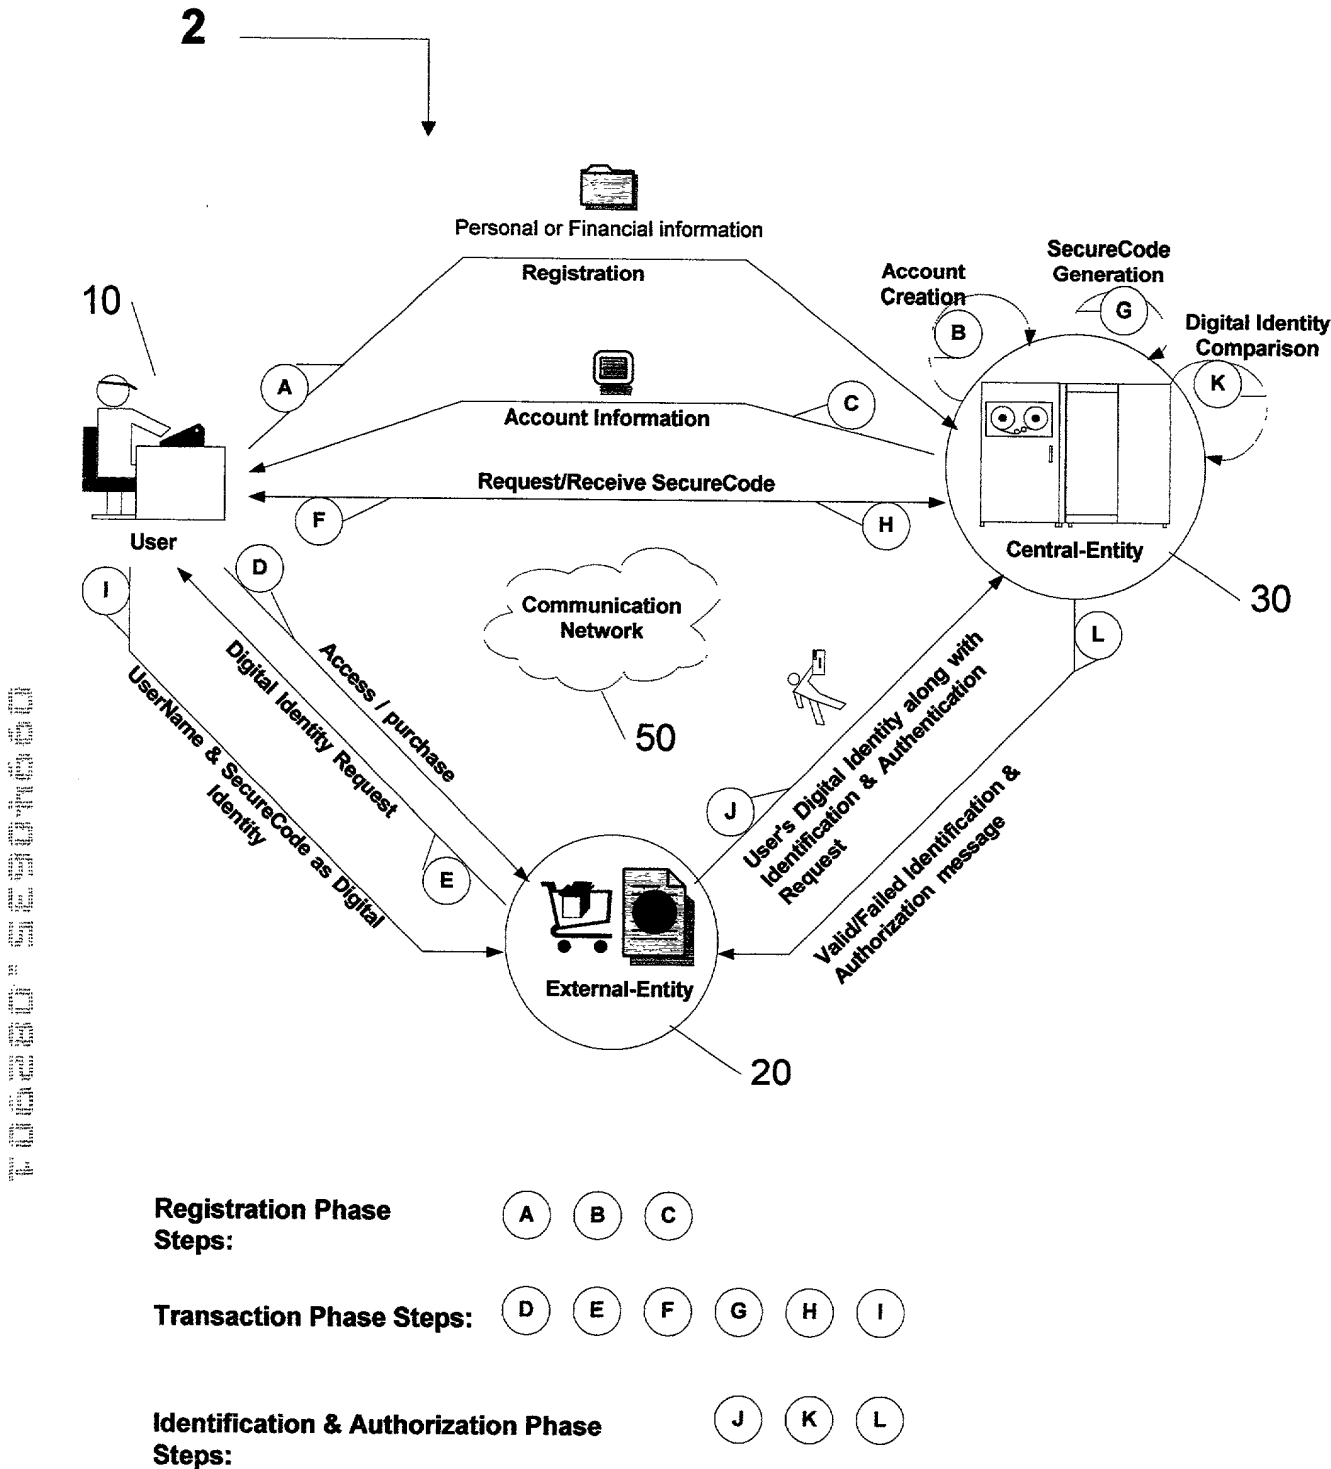 2
Personal or Financial information
Registration
SecureCode
Generation
Account
Creation
G
B
Digital Identity
Comparison
K
10
A
Account Information
C
Request/Receive SecureCode
F
H
User
Central-Entity
30
D
I
Communication
Network
50
L
Access / purchase
Digital Identity Request
UserName & SecureCode as Digital
Identity
E
J
User's Digital Identity along with
Identification & Authentication
Request
Valid/Failed Identification &
Authorization message
External-Entity
20
Registration Phase
Steps:
A B C
Transaction Phase Steps:
D E F G H I
Identification & Authorization Phase
Steps:
J K L